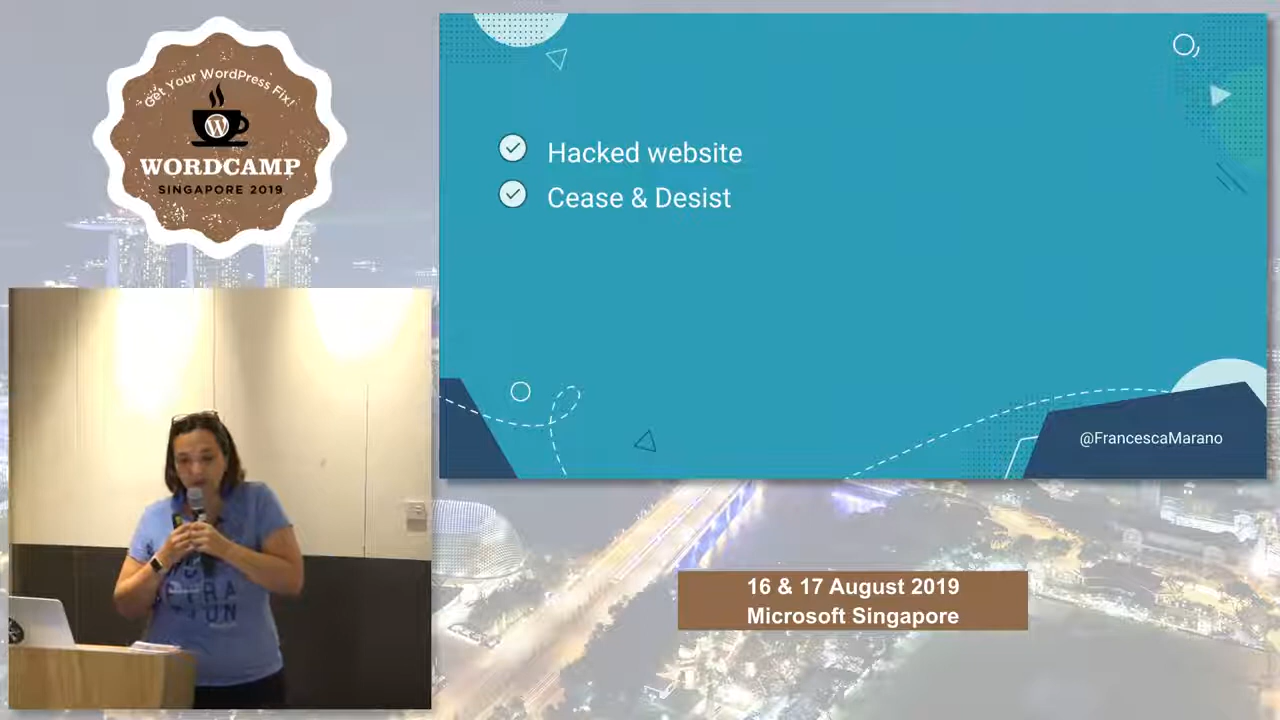 Get Your WordPress Fix!
WORDCAMP
SINGAPORE 2019
Hacked website
Cease & Desist
@FrancescaMarano
16 & 17 August 2019
Microsoft Singapore